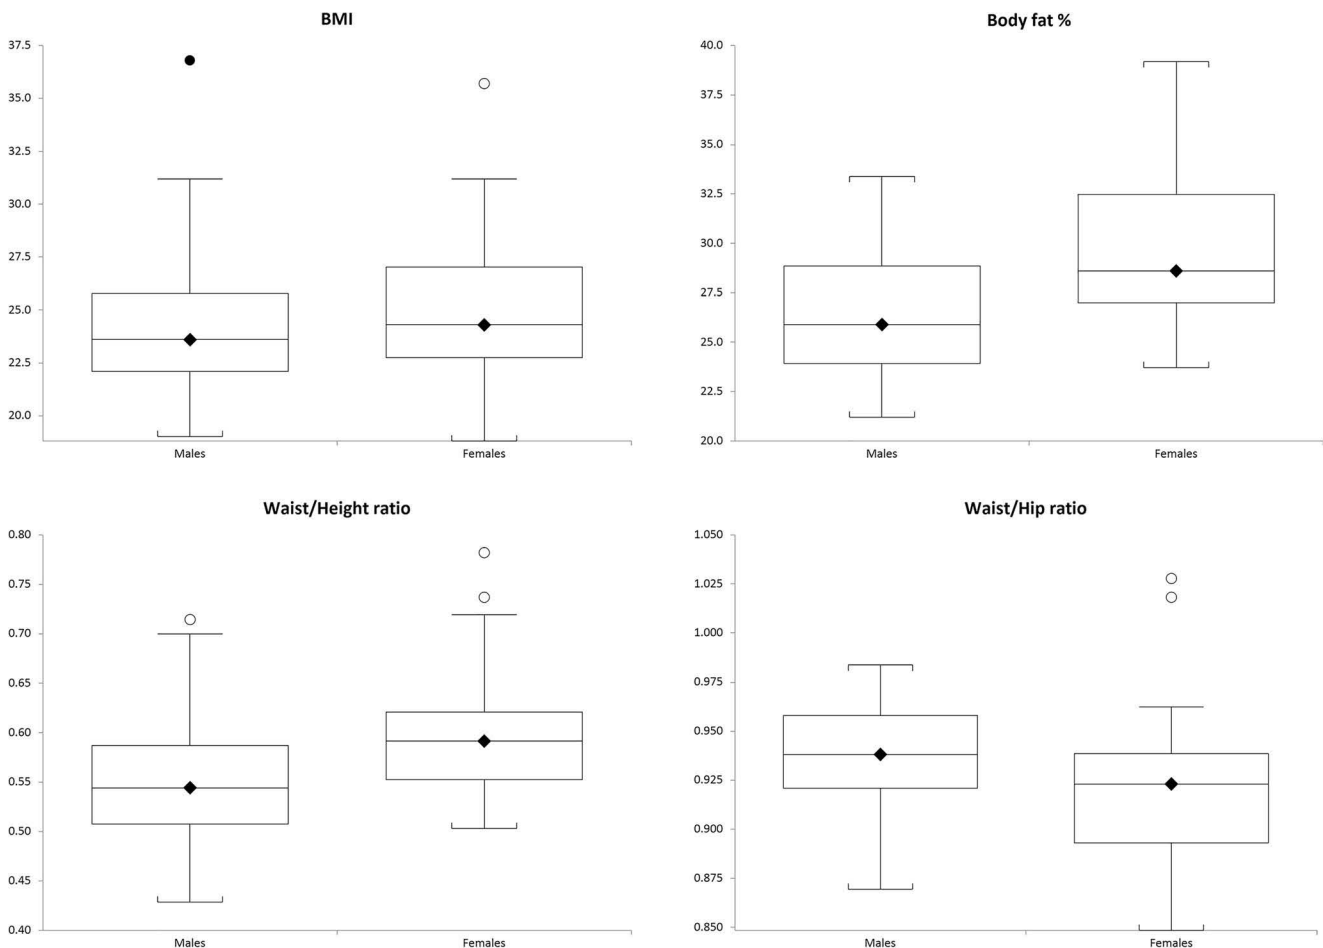 BMI
37.5
35.0
32.5
30.0
27.5
25.0
22.5
20.0
Males
Females
Body fat %
40.0
37.5
35.0
32.5
30.0
27.5
25.0
22.5
20.0
Males
Females
Waist/Height ratio
0.80
0.75
0.70
0.65
0.60
0.55
0.50
0.45
0.40
Males
Females
Waist/Hip ratio
1.050
1.025
1.000
0.975
0.950
0.925
0.900
0.875
0.850
Males
Females